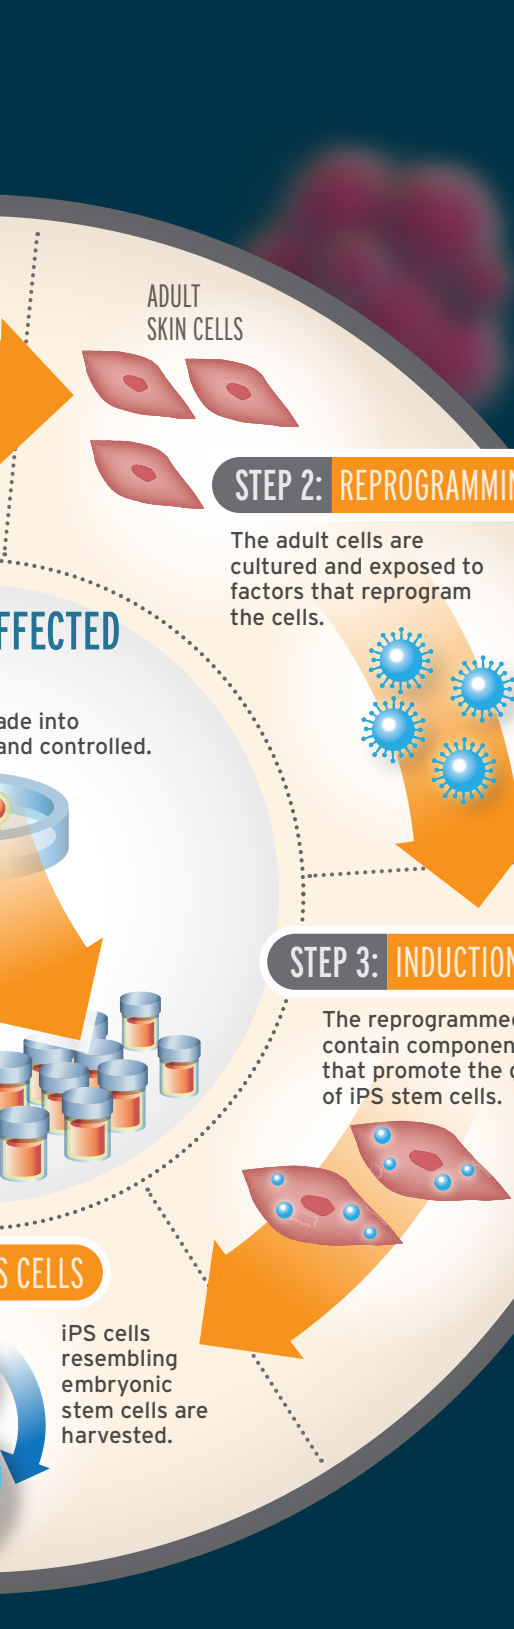 ADULT
SKIN CELLS
STEP 2: REPROGRAMMIN
The adult cells are
cultured and exposed to
factors that reprogram
the cells.
FFECTED
ade into
and controlled.
STEP 3: INDUCTION
The reprogrammed
contain componen
that promote the
of iPS stem cells.
S CELLS
iPS cells
resembling
embryonic
stem cells are
harvested.